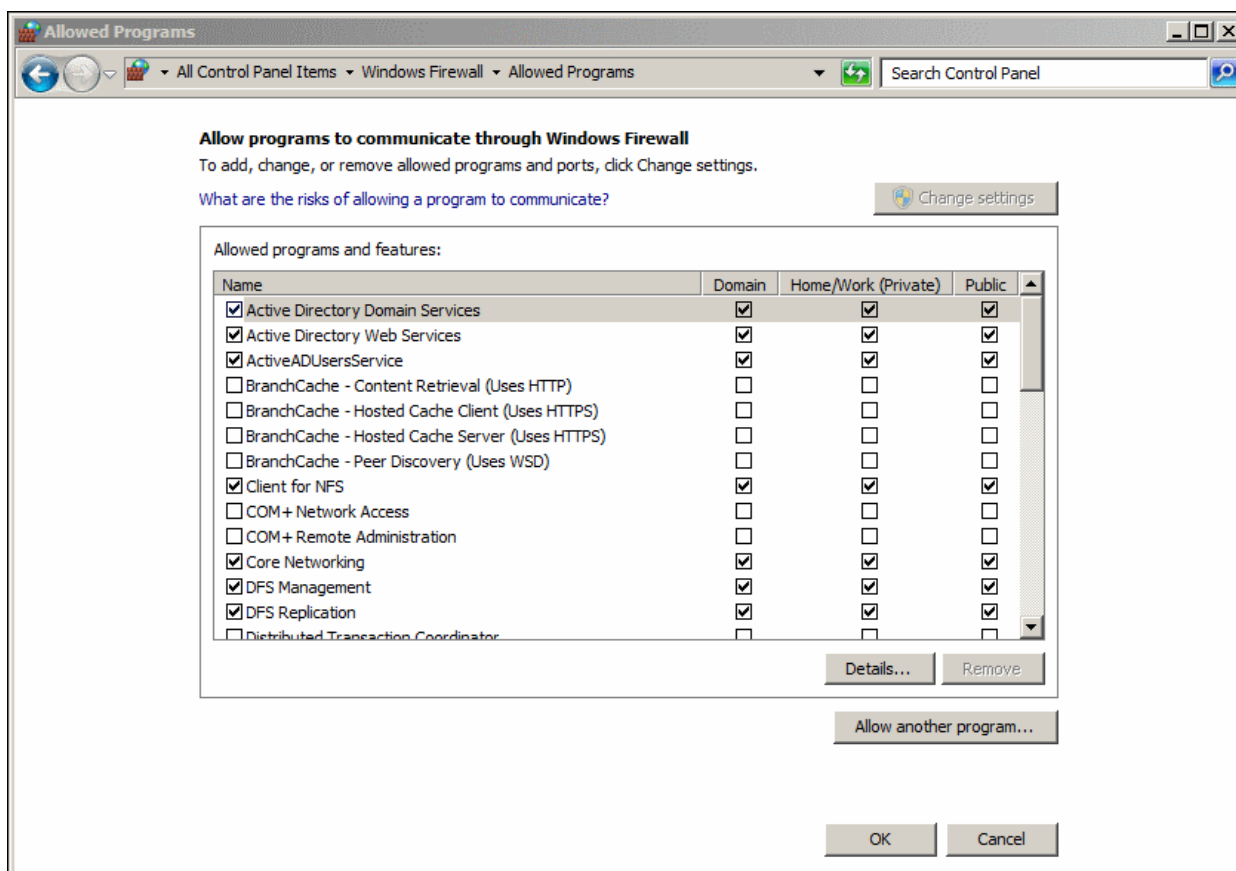 Allowed Programs
All Control Panel Items Windows Firewall Allowed Programs Search Control Panel
Allow programs to communicate through Windows Firewall
To add, change, or remove allowed programs and ports, click Change settings.
What are the risks of allowing a program to communicate? Change settings
Allowed programs and features:
Name Domain Home/Work (Private) Public
Active Directory Domain Services
Active Directory Web Services
ActiveADUsersService
BranchCache - Content Retrieval (Uses HTTP)
BranchCache - Hosted Cache Client (Uses HTTPS)
BranchCache - Hosted Cache Server (Uses HTTPS)
BranchCache - Peer Discovery (Uses WSD)
Client for NFS
COM+ Network Access
COM+ Remote Administration
Core Networking
DFS Management
DFS Replication
Distributed Transaction Coordinator
Details... Remove
Allow another program...
OK Cancel